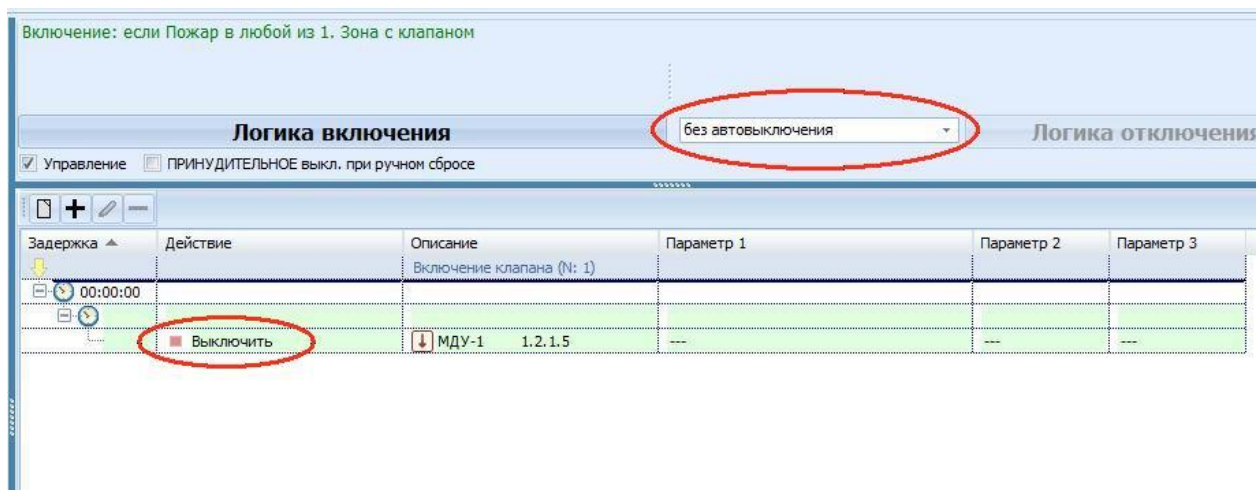 Включение: если Пожар в любой из 1. Зона с клапаном
Логика включения
без автовыключения
Логика отключения
Управление
ПРИНУДИТЕЛЬНОЕ выкл. при ручном сбросе
Задержка Действие Описание Параметр 1 Параметр 2 Параметр 3
Включение клапана (N: 1)
00:00:00
Выключить МДУ-1 1.2.1.5 --- --- ---